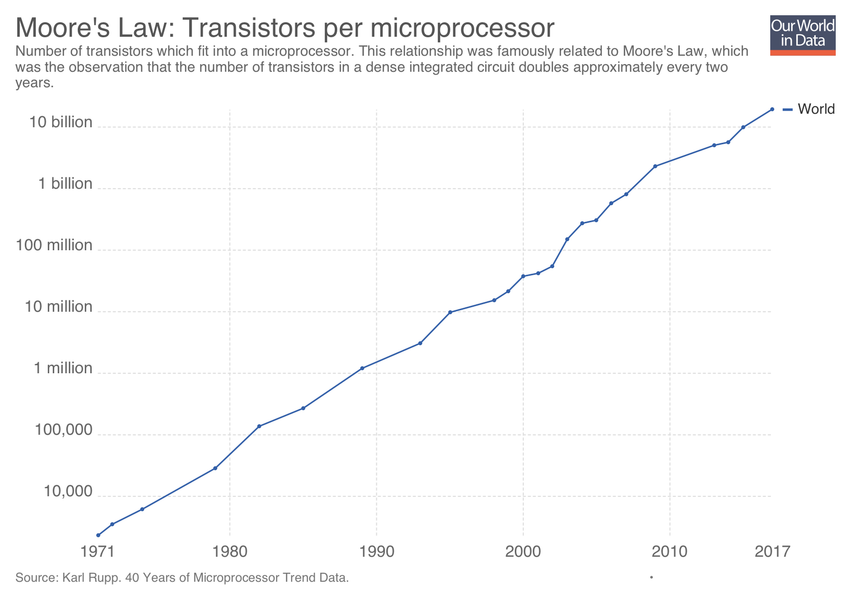 Moore's Law: Transistors per microprocessor
Our World
in Data
Number of transistors which fit into a microprocessor. This relationship was famously related to Moore's Law, which
was the observation that the number of transistors in a dense integrated circuit doubles approximately every two
years.
World
10 billion
1 billion
100 million
10 million
1 million
100,000
10,000
1971 1980 1990 2000 2010 2017
Source: Karl Rupp. 40 Years of Microprocessor Trend Data.